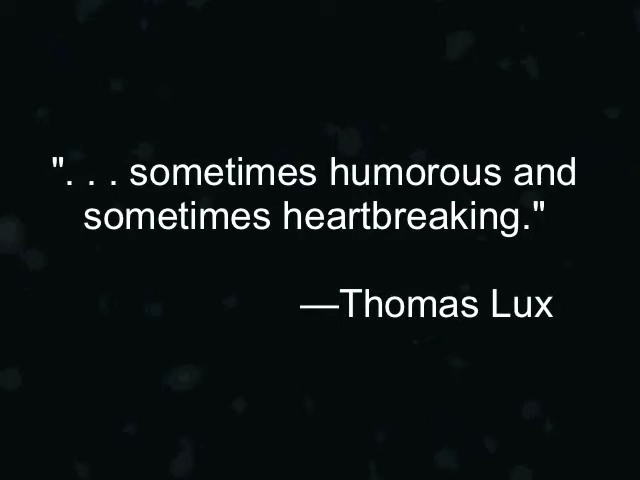 ". . . sometimes humorous and
sometimes heartbreaking."
—Thomas Lux